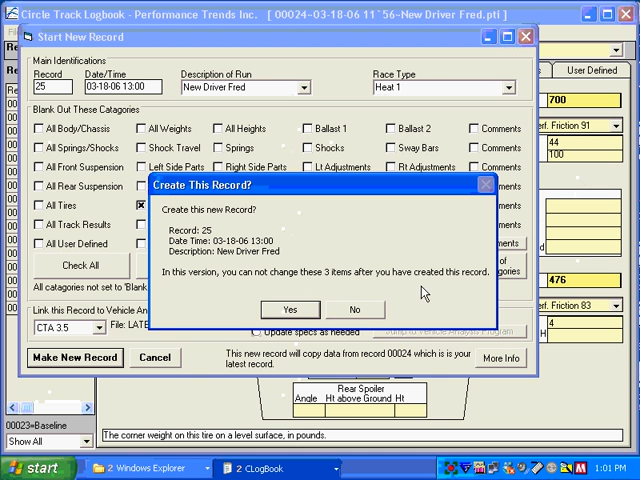 Circle Track Logbook - Performance Trends Inc. [ 00024~03-18-06 11`56~New Driver Fred.pti ]
Start New Record
Main Identifications
Record Date/Time Description of Run Race Type
25 03-18-06 13:00 New Driver Fred Heat 1
User Defined
700
Blank Out These Catagories
All Body/Chassis All Weights All Heights Ballast 1 Ballast 2 Comments
erf. Friction 91
All Springs/Shocks Shock Travel Springs Shocks Sway Bars Comments
44
100
All Front Suspension Left Side Parts Right Side Parts Lt Adjustments Rt Adjustments
All Rear Suspension
All Tires
All Track Results
All User Defined
Check All
All catagories not set to 'Blank
Create This Record?
Create this new Record?
Record: 25
Date Time: 03-18-06 13:00
Description: New Driver Fred
In this version, you can not change these 3 items after you have created this record.
Yes No
476
erf. Friction 83
4
Link this Record to Vehicle An
CTA 3.5 File: LATE
Update specs as needed Jump to Vehicle Analysis Program
Make New Record Cancel
This new record will copy data from record 00024 which is is your
latest record.
More Info
Rear Spoiler
Angle Ht above Ground Ht
00023=Baseline
Show All
The corner weight on this tire on a level surface, in pounds.
start 2 Windows Explorer 2 CLogBook 1:01 PM